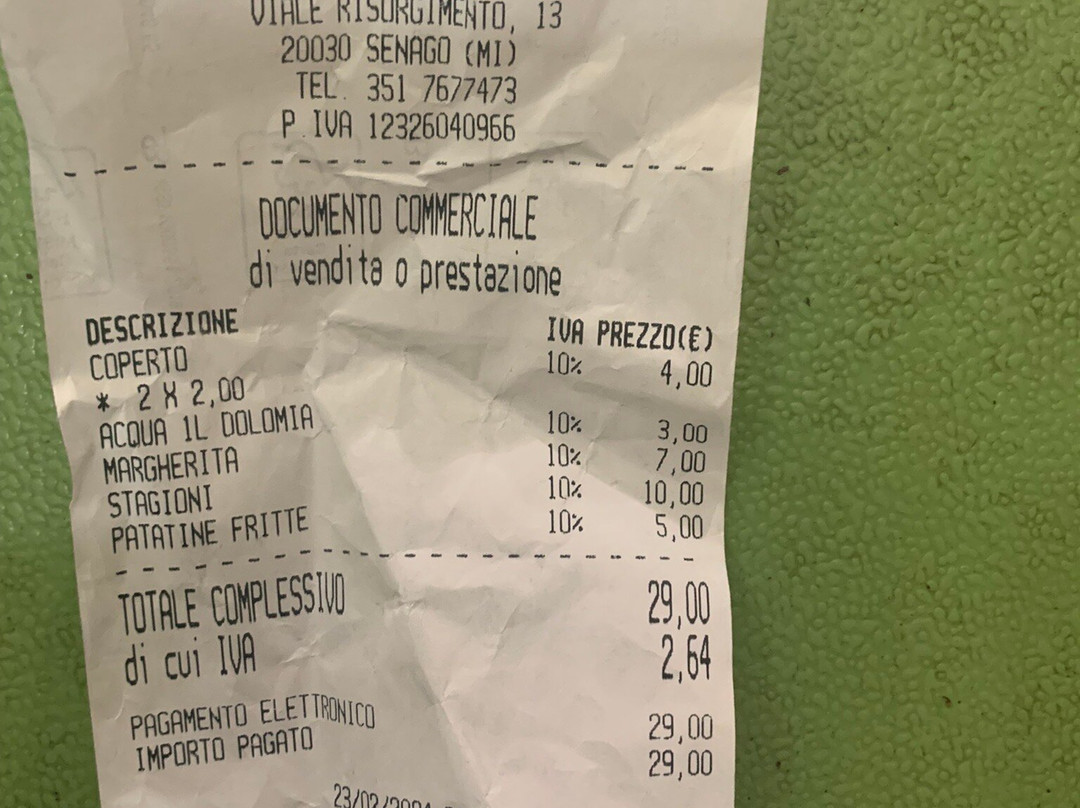 VIALE RISORGIMENTO, 13
20030 SENAGO (MI)
TEL. 351 7677473
P.IVA 12326040966
DOCUMENTO COMMERCIALE
di vendita o prestazione
DESCRIZIONE IVA PREZZO(€)
COPERTO 10% 4,00
* 2 X 2,00
ACQUA 1L DOLOMIA 10% 3,00
MARGHERITA 10% 7,00
STAGIONI 10% 10,00
PATATINE FRITTE 10% 5,00
TOTALE COMPLESSIVO 29,00
di cui IVA 2,64
PAGAMENTO ELETTRONICO 29,00
IMPORTO PAGATO 29,00